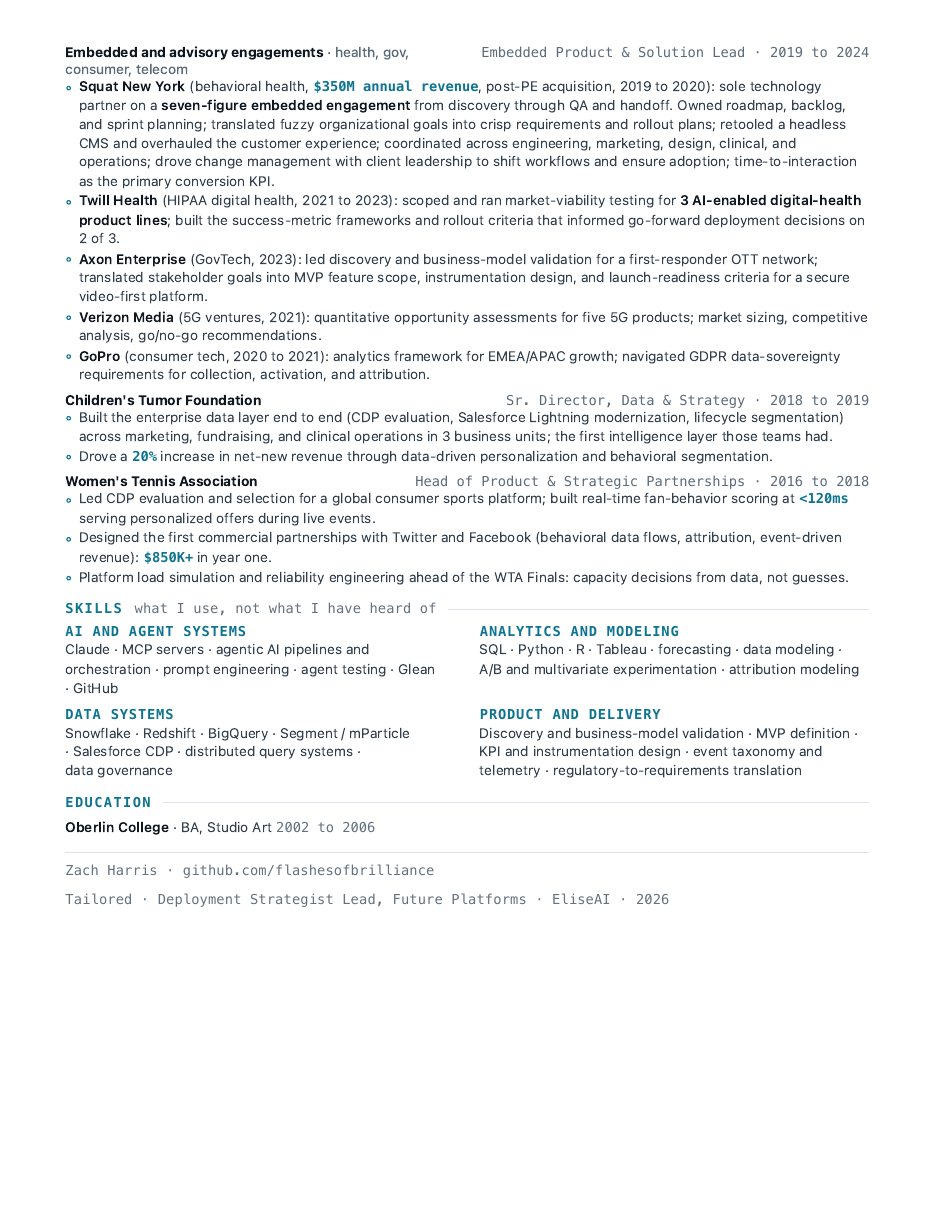 Embedded and advisory engagements · health, gov, Embedded Product & Solution Lead · 2019 to 2024
consumer, telecom
Squat New York (behavioral health, $350M annual revenue, post-PE acquisition, 2019 to 2020): sole technology
partner on a seven-figure embedded engagement from discovery through QA and handoff. Owned roadmap, backlog,
and sprint planning; translated fuzzy organizational goals into crisp requirements and rollout plans; retooled a headless
CMS and overhauled the customer experience; coordinated across engineering, marketing, design, clinical, and
operations; drove change management with client leadership to shift workflows and ensure adoption; time-to-interaction
as the primary conversion KPI.
Twill Health (HIPAA digital health, 2021 to 2023): scoped and ran market-viability testing for 3 AI-enabled digital-health
product lines; built the success-metric frameworks and rollout criteria that informed go-forward deployment decisions on
2 of 3.
Axon Enterprise (GovTech, 2023): led discovery and business-model validation for a first-responder OTT network;
translated stakeholder goals into MVP feature scope, instrumentation design, and launch-readiness criteria for a secure
video-first platform.
Verizon Media (5G ventures, 2021): quantitative opportunity assessments for five 5G products; market sizing, competitive
analysis, go/no-go recommendations.
GoPro (consumer tech, 2020 to 2021): analytics framework for EMEA/APAC growth; navigated GDPR data-sovereignty
requirements for collection, activation, and attribution.
Children's Tumor Foundation Sr. Director, Data & Strategy · 2018 to 2019
Built the enterprise data layer end to end (CDP evaluation, Salesforce Lightning modernization, lifecycle segmentation)
across marketing, fundraising, and clinical operations in 3 business units; the first intelligence layer those teams had.
Drove a 20% increase in net-new revenue through data-driven personalization and behavioral segmentation.
Women's Tennis Association Head of Product & Strategic Partnerships · 2016 to 2018
Led CDP evaluation and selection for a global consumer sports platform; built real-time fan-behavior scoring at <120ms
serving personalized offers during live events.
Designed the first commercial partnerships with Twitter and Facebook (behavioral data flows, attribution, event-driven
revenue): $850K+ in year one.
Platform load simulation and reliability engineering ahead of the WTA Finals: capacity decisions from data, not guesses.
SKILLS what I use, not what I have heard of
AI AND AGENT SYSTEMS
Claude · MCP servers · agentic AI pipelines and
orchestration · prompt engineering · agent testing · Glean
· GitHub
ANALYTICS AND MODELING
SQL · Python · R · Tableau · forecasting · data modeling ·
A/B and multivariate experimentation · attribution modeling
DATA SYSTEMS
Snowflake · Redshift · BigQuery · Segment / mParticle
· Salesforce CDP · distributed query systems ·
data governance
PRODUCT AND DELIVERY
Discovery and business-model validation · MVP definition ·
KPI and instrumentation design · event taxonomy and
telemetry · regulatory-to-requirements translation
EDUCATION
Oberlin College · BA, Studio Art 2002 to 2006
Zach Harris · github.com/flashesofbrilliance
Tailored · Deployment Strategist Lead, Future Platforms · EliseAI · 2026